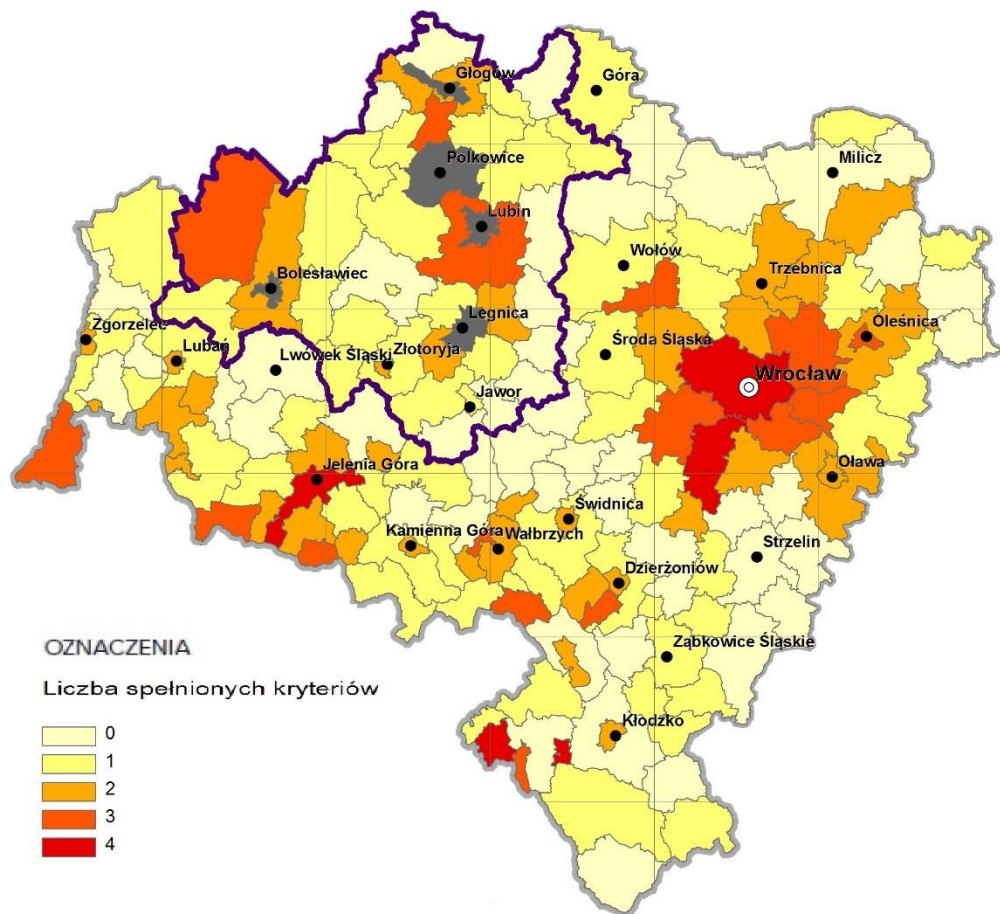 Głogów
Góra
Polkowice
Milicz
Lubin
Wołów
Trzebnica
Bolesławiec
Legnica
Oleśnica
Zgorzelec
Środa Śląska
Lubań
Lwówek Śląski
Złotoryja
Wrocław
Jawor
Jelenia Góra
Oława
Świdnica
Kamienna Góra
Wałbrzych
Strzelin
Dzierżoniów
Ząbkowice Śląskie
Kłodzko
OZNACZENIA
Liczba spełnionych kryteriów
0
1
2
3
4